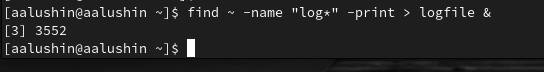 [aalushin@aalushin ~]$ find ~ -name "log*" -print > logfile &
[3] 3552
[aalushin@aalushin ~]$